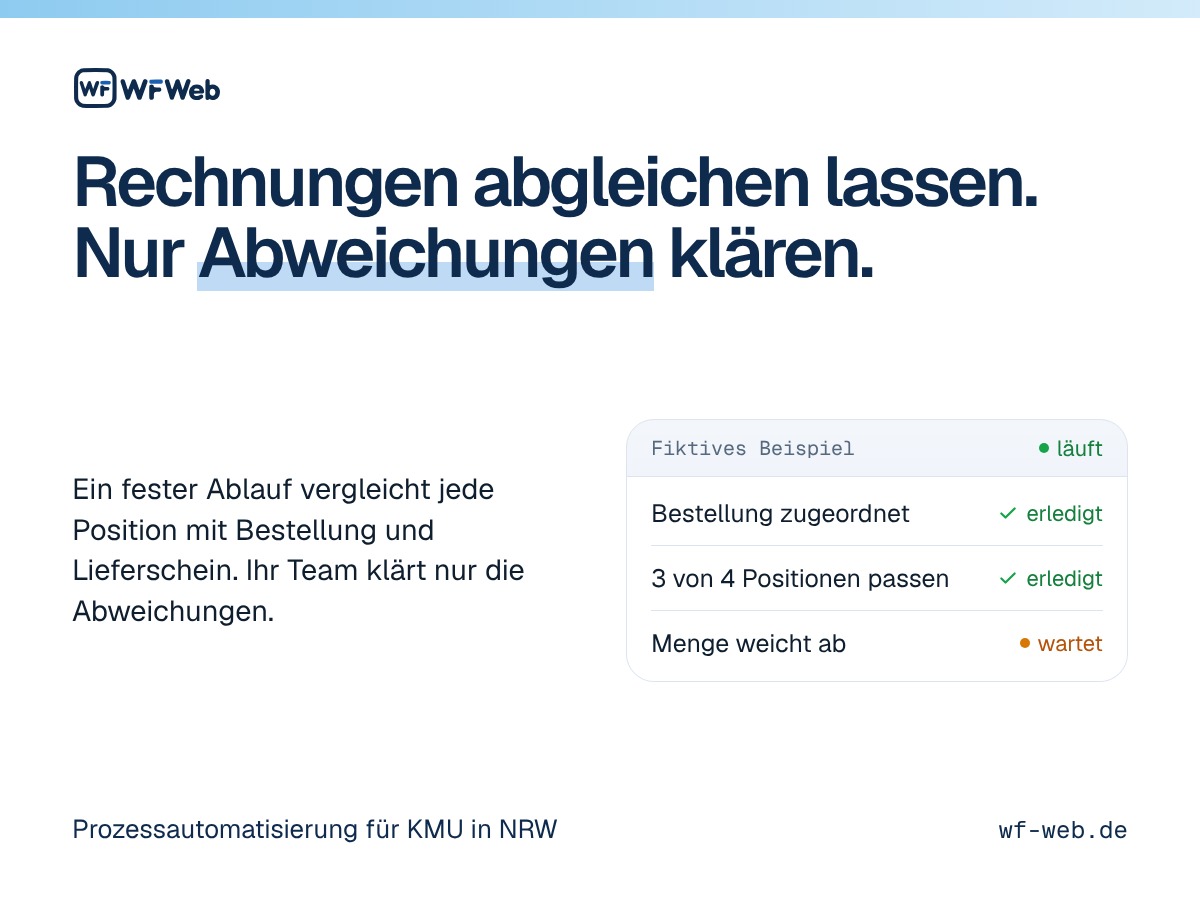 WF WFWeb
Rechnungen abgleichen lassen.
Nur Abweichungen klären.
Ein fester Ablauf vergleicht jede
Position mit Bestellung und
Lieferschein. Ihr Team klärt nur die
Abweichungen.
Fiktives Beispiel läuft
Bestellung zugeordnet erledigt
3 von 4 Positionen passen erledigt
Menge weicht ab wartet
Prozessautomatisierung für KMU in NRW
wf-web.de